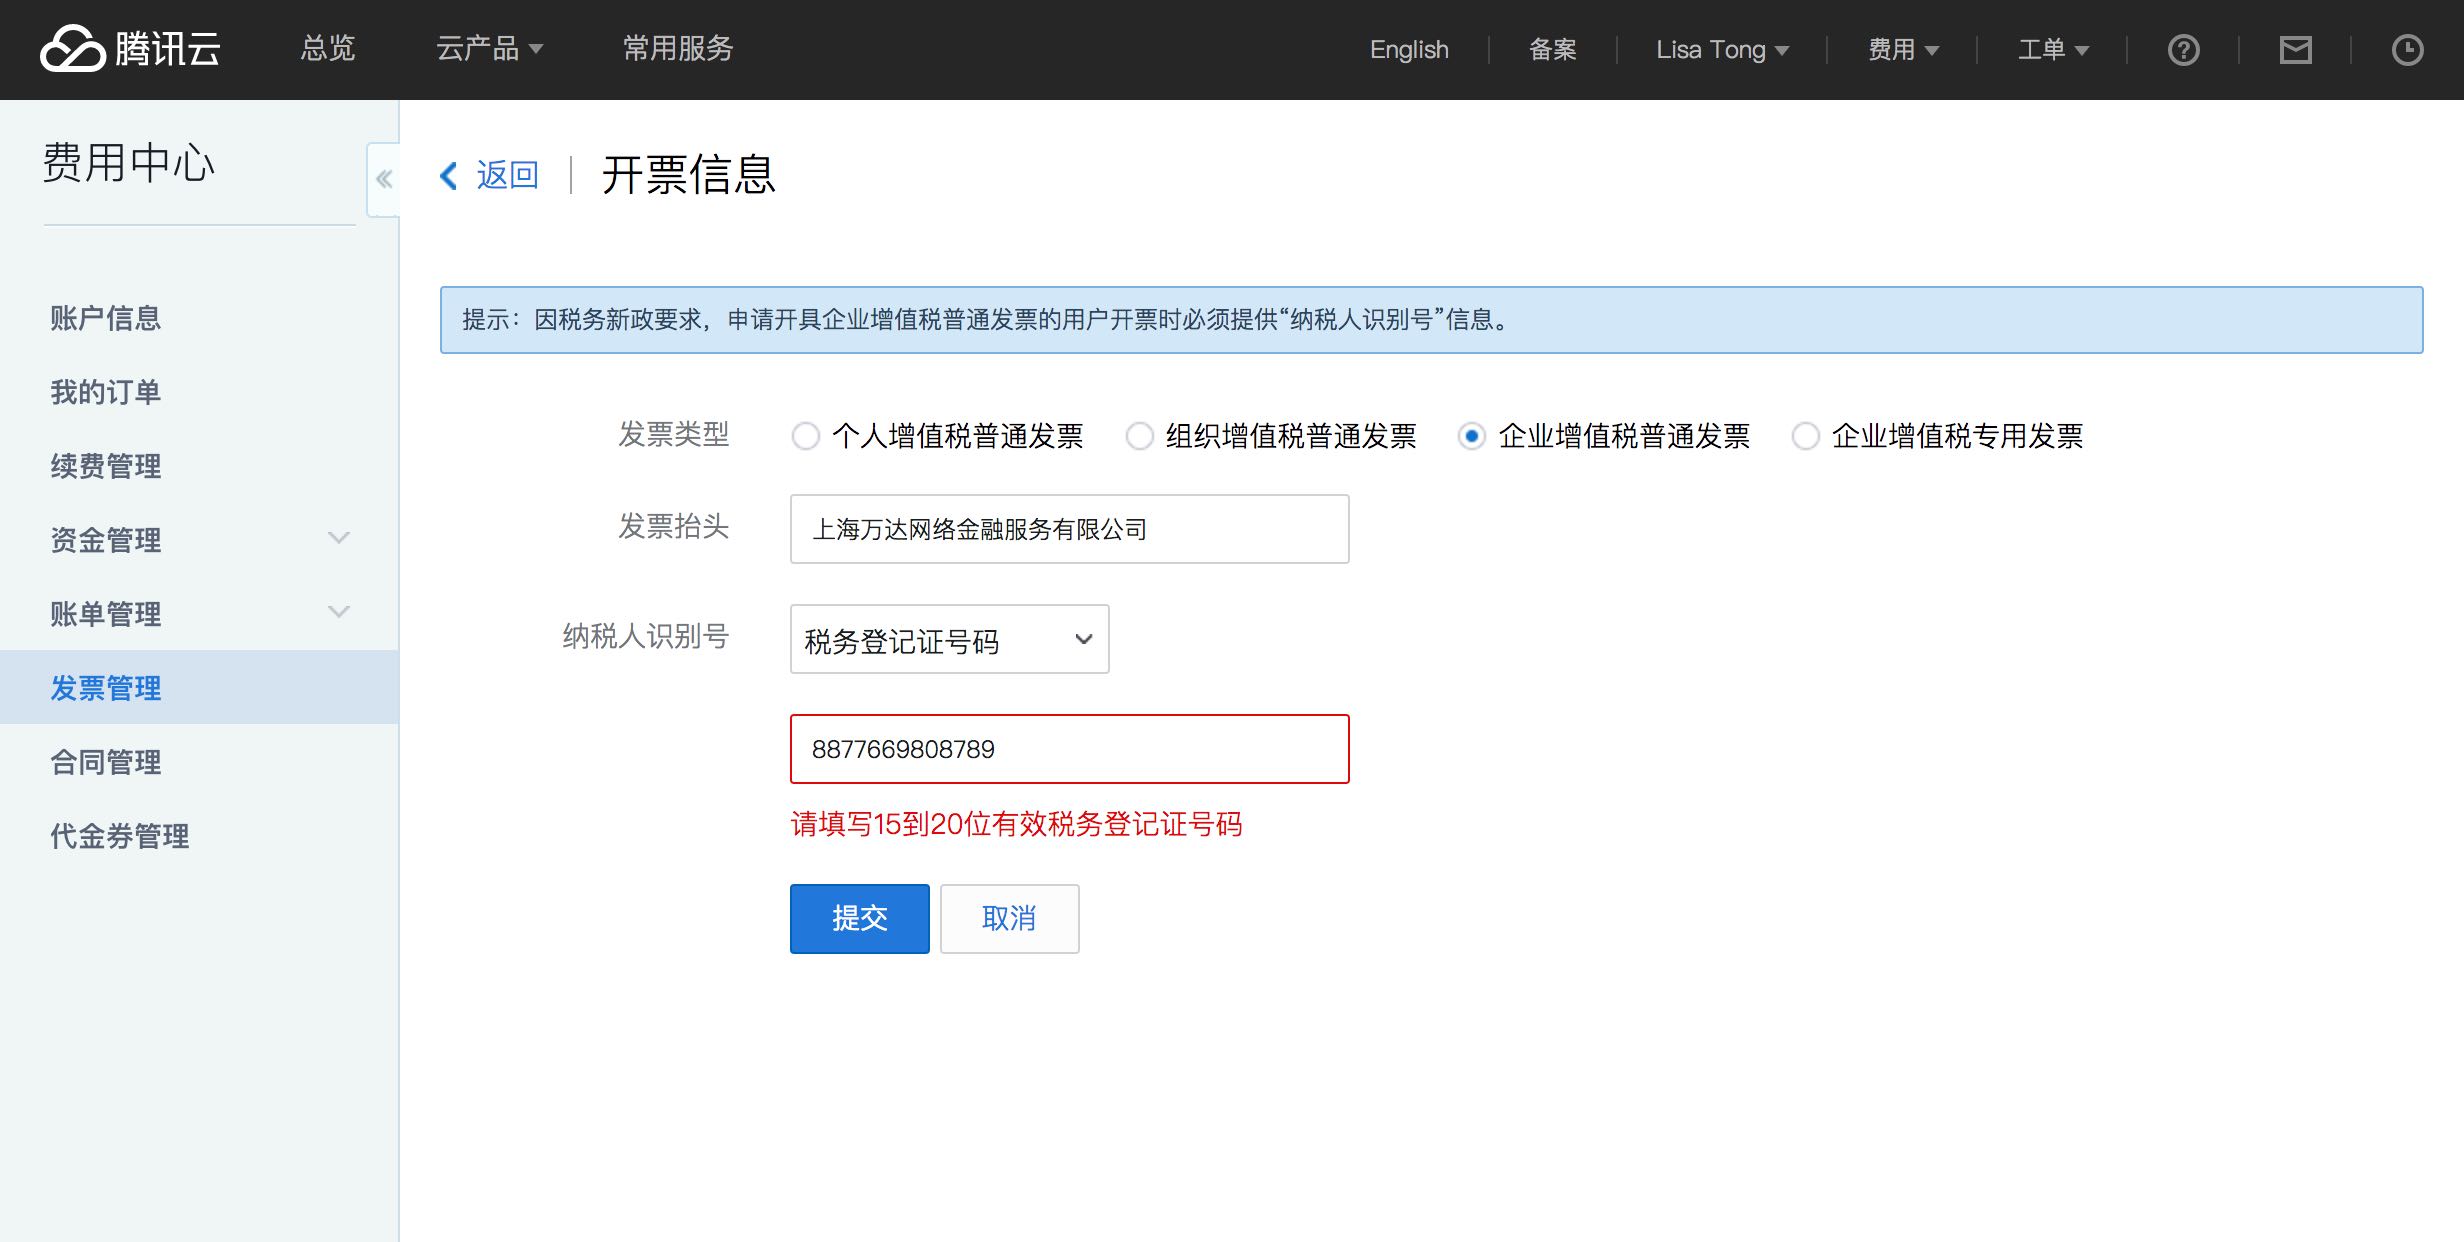 腾讯云 总览 云产品 常用服务 English 备案 Lisa Tong 费用 工单
费用中心
账户信息
我的订单
续费管理
资金管理
账单管理
发票管理
合同管理
代金券管理
返回 开票信息
提示：因税务新政要求，申请开具企业增值税普通发票的用户开票时必须提供“纳税人识别号”信息。
发票类型 个人增值税普通发票 组织增值税普通发票 企业增值税普通发票 企业增值税专用发票
发票抬头 上海万达网络金融服务有限公司
纳税人识别号 税务登记证号码
8877669808789
请填写15到20位有效税务登记证号码
提交 取消